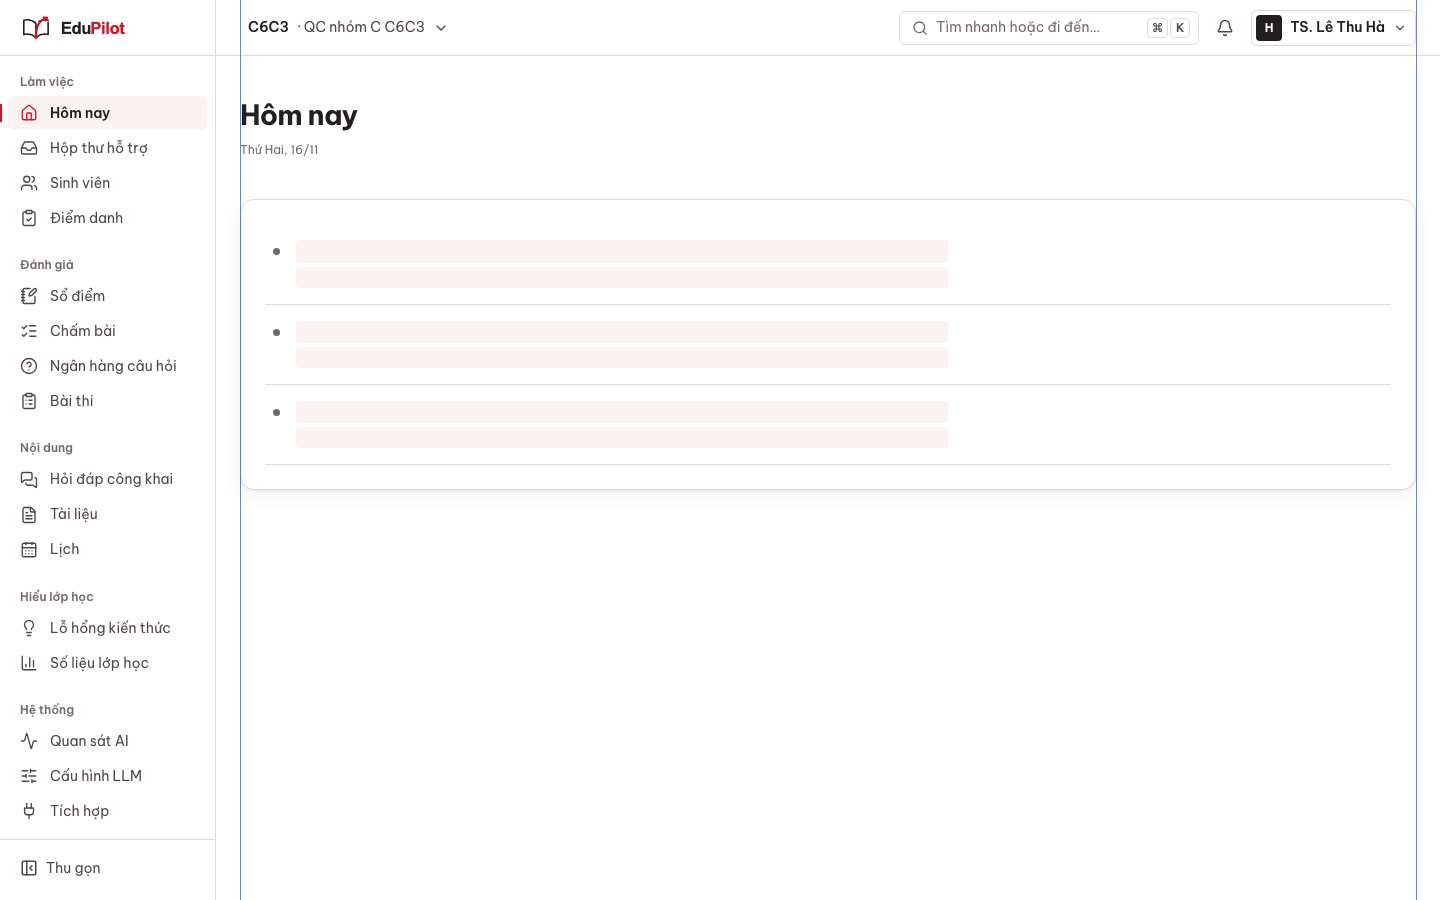 EduPilot
C6C3 · QC nhóm C C6C3
Tìm nhanh hoặc đi đến...
⌘ K
H
TS. Lê Thu Hà
Làm việc
Hôm nay
Hộp thư hỗ trợ
Sinh viên
Điểm danh
Đánh giá
Sổ điểm
Chấm bài
Ngân hàng câu hỏi
Bài thi
Nội dung
Hỏi đáp công khai
Tài liệu
Lịch
Hiểu lớp học
Lỗ hổng kiến thức
Số liệu lớp học
Hệ thống
Quan sát AI
Cấu hình LLM
Tích hợp
Thu gọn
Hôm nay
Thứ Hai, 16/11